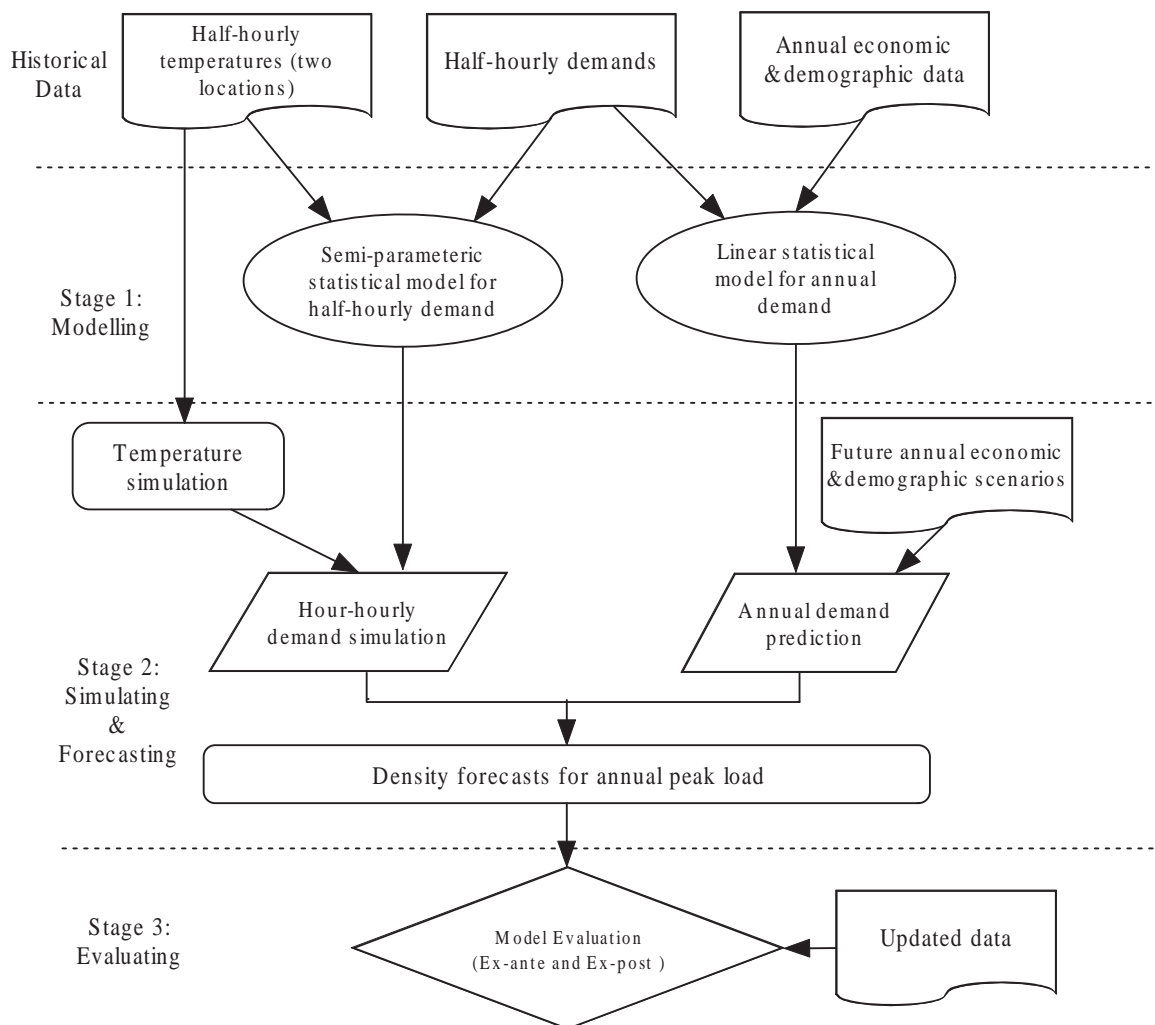 Historical
Data
Half-hourly
temperatures (two
locations)
Half-hourly demands
Annual economic
&demographic data
Stage 1:
Modelling
Semi-parameteric
statistical model for
half-hourly demand
Linear statistical
model for annual
demand
Temperature
simulation
Future annual economic
&demographic scenarios
Hour-hourly
demand simulation
Annual demand
prediction
Stage 2:
Simulating
&
Forecasting
Density forecasts for annual peak load
Stage 3:
Evaluating
Model Evaluation
(Ex-ante and Ex-post )
Updated data